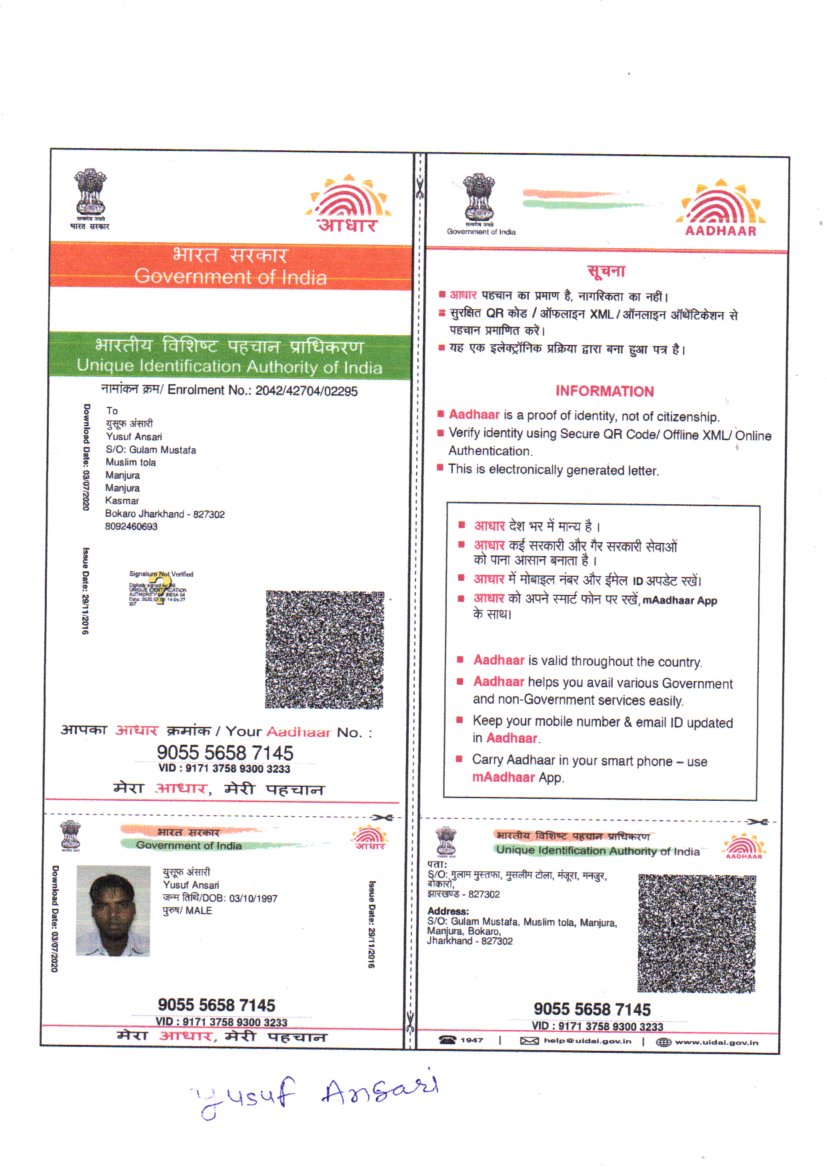 सत्यमेव जयते
भारत सरकार
आधार
भारत सरकार
Government of India
भारतीय विशिष्ट पहचान प्राधिकरण
Unique Identification Authority of India
नामांकन क्रम/ Enrolment No.: 2042/42704/02295
Download Date: 03/07/2020
To
युसूफ अंसारी
Yusuf Ansari
S/O: Gulam Mustafa
Muslim tola
Manjura
Manjura
Kasmar
Bokaro Jharkhand - 827302
8092460693
Issue Date: 29/11/2016
Signature Not Verified
आपका आधार क्रमांक / Your Aadhaar No. :
9055 5658 7145
VID : 9171 3758 9300 3233
मेरा आधार, मेरी पहचान
भारत सरकार
Government of India
आधार
Download Date: 03/07/2020
युसूफ अंसारी
Yusuf Ansari
जन्म तिथि/DOB: 03/10/1997
पुरुष/ MALE
Issue Date: 29/11/2016
9055 5658 7145
VID : 9171 3758 9300 3233
मेरा आधार, मेरी पहचान
सत्यमेव जयते
Government of India
AADHAAR
सूचना
आधार पहचान का प्रमाण है, नागरिकता का नहीं।
सुरक्षित QR कोड / ऑफलाइन XML / ऑनलाइन ऑथेंटिकेशन से
पहचान प्रमाणित करें।
यह एक इलेक्ट्रॉनिक प्रक्रिया द्वारा बना हुआ पत्र है।
INFORMATION
Aadhaar is a proof of identity, not of citizenship.
Verify identity using Secure QR Code/ Offline XML/ Online
Authentication.
This is electronically generated letter.
आधार देश भर में मान्य है ।
आधार कई सरकारी और गैर सरकारी सेवाओं
को पाना आसान बनाता है ।
आधार में मोबाइल नंबर और ईमेल ID अपडेट रखें।
आधार को अपने स्मार्ट फोन पर रखें, mAadhaar App
के साथ।
Aadhaar is valid throughout the country.
Aadhaar helps you avail various Government
and non-Government services easily.
Keep your mobile number & email ID updated
in Aadhaar.
Carry Aadhaar in your smart phone – use
mAadhaar App.
भारतीय विशिष्ट पहचान प्राधिकरण
Unique Identification Authority of India
AADHAAR
पता:
S/O: गुलाम मुस्तफा, मुसलीम टोला, मंजूरा, मनजुर,
बोकारो,
झारखण्ड - 827302
Address:
S/O: Gulam Mustafa, Muslim tola, Manjura,
Manjura, Bokaro,
Jharkhand - 827302
9055 5658 7145
VID : 9171 3758 9300 3233
1947 | help@uidai.gov.in | www.uidai.gov.in
Yusuf Ansari